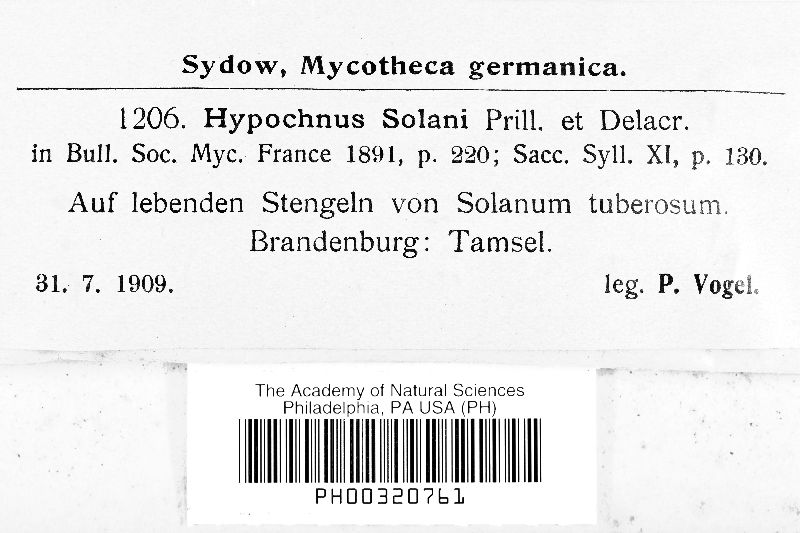 Sydow, Mycotheca germanica.
1206. Hypochnus Solani Prill. et Delacr.
in Bull. Soc. Myc. France 1891, p. 220; Sacc. Syll. XI, p. 130.
Auf lebenden Stengeln von Solanum tuberosum.
Brandenburg: Tamsel.
31. 7. 1909. leg. P. Vogel.
The Academy of Natural Sciences
Philadelphia, PA USA (PH)
PH00320761